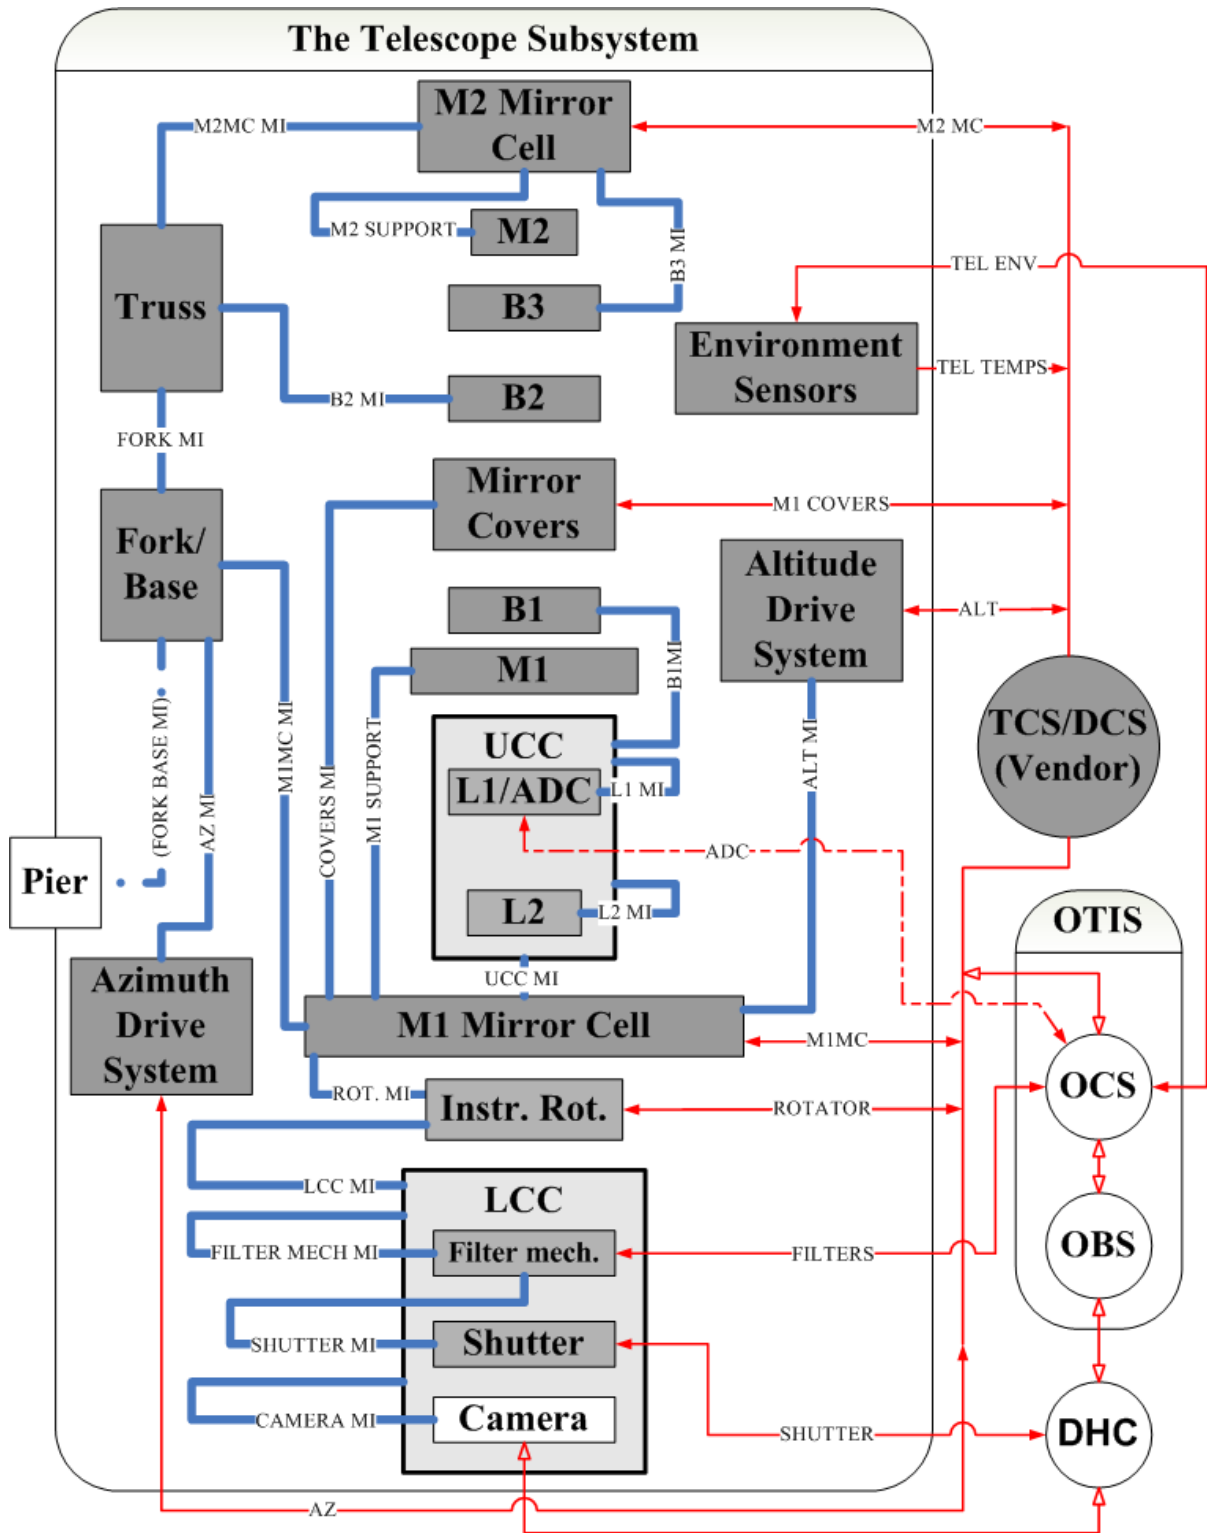 The Telescope Subsystem
M2 Mirror
Cell
M2MC MI
M2 MC
M2 SUPPORT
M2
B3 MI
TEL ENV
Truss
B3
Environment
Sensors
TEL TEMPS
B2 MI
B2
FORK MI
Mirror
Covers
M1 COVERS
Fork/
Base
Altitude
Drive
System
ALT
B1
B1MI
M1
TCS/DCS
(Vendor)
(FORK BASE MI)
AZ MI
M1MC MI
COVERS MI
M1 SUPPORT
ALT MI
UCC
L1/ADC
L1 MI
ADC
Pier
L2
L2 MI
OTIS
UCC MI
Azimuth
Drive
System
M1 Mirror Cell
M1MC
OCS
ROT. MI
Instr. Rot.
ROTATOR
LCC MI
LCC
FILTER MECH MI
Filter mech.
FILTERS
OBS
SHUTTER MI
Shutter
CAMERA MI
Camera
SHUTTER
DHC
AZ